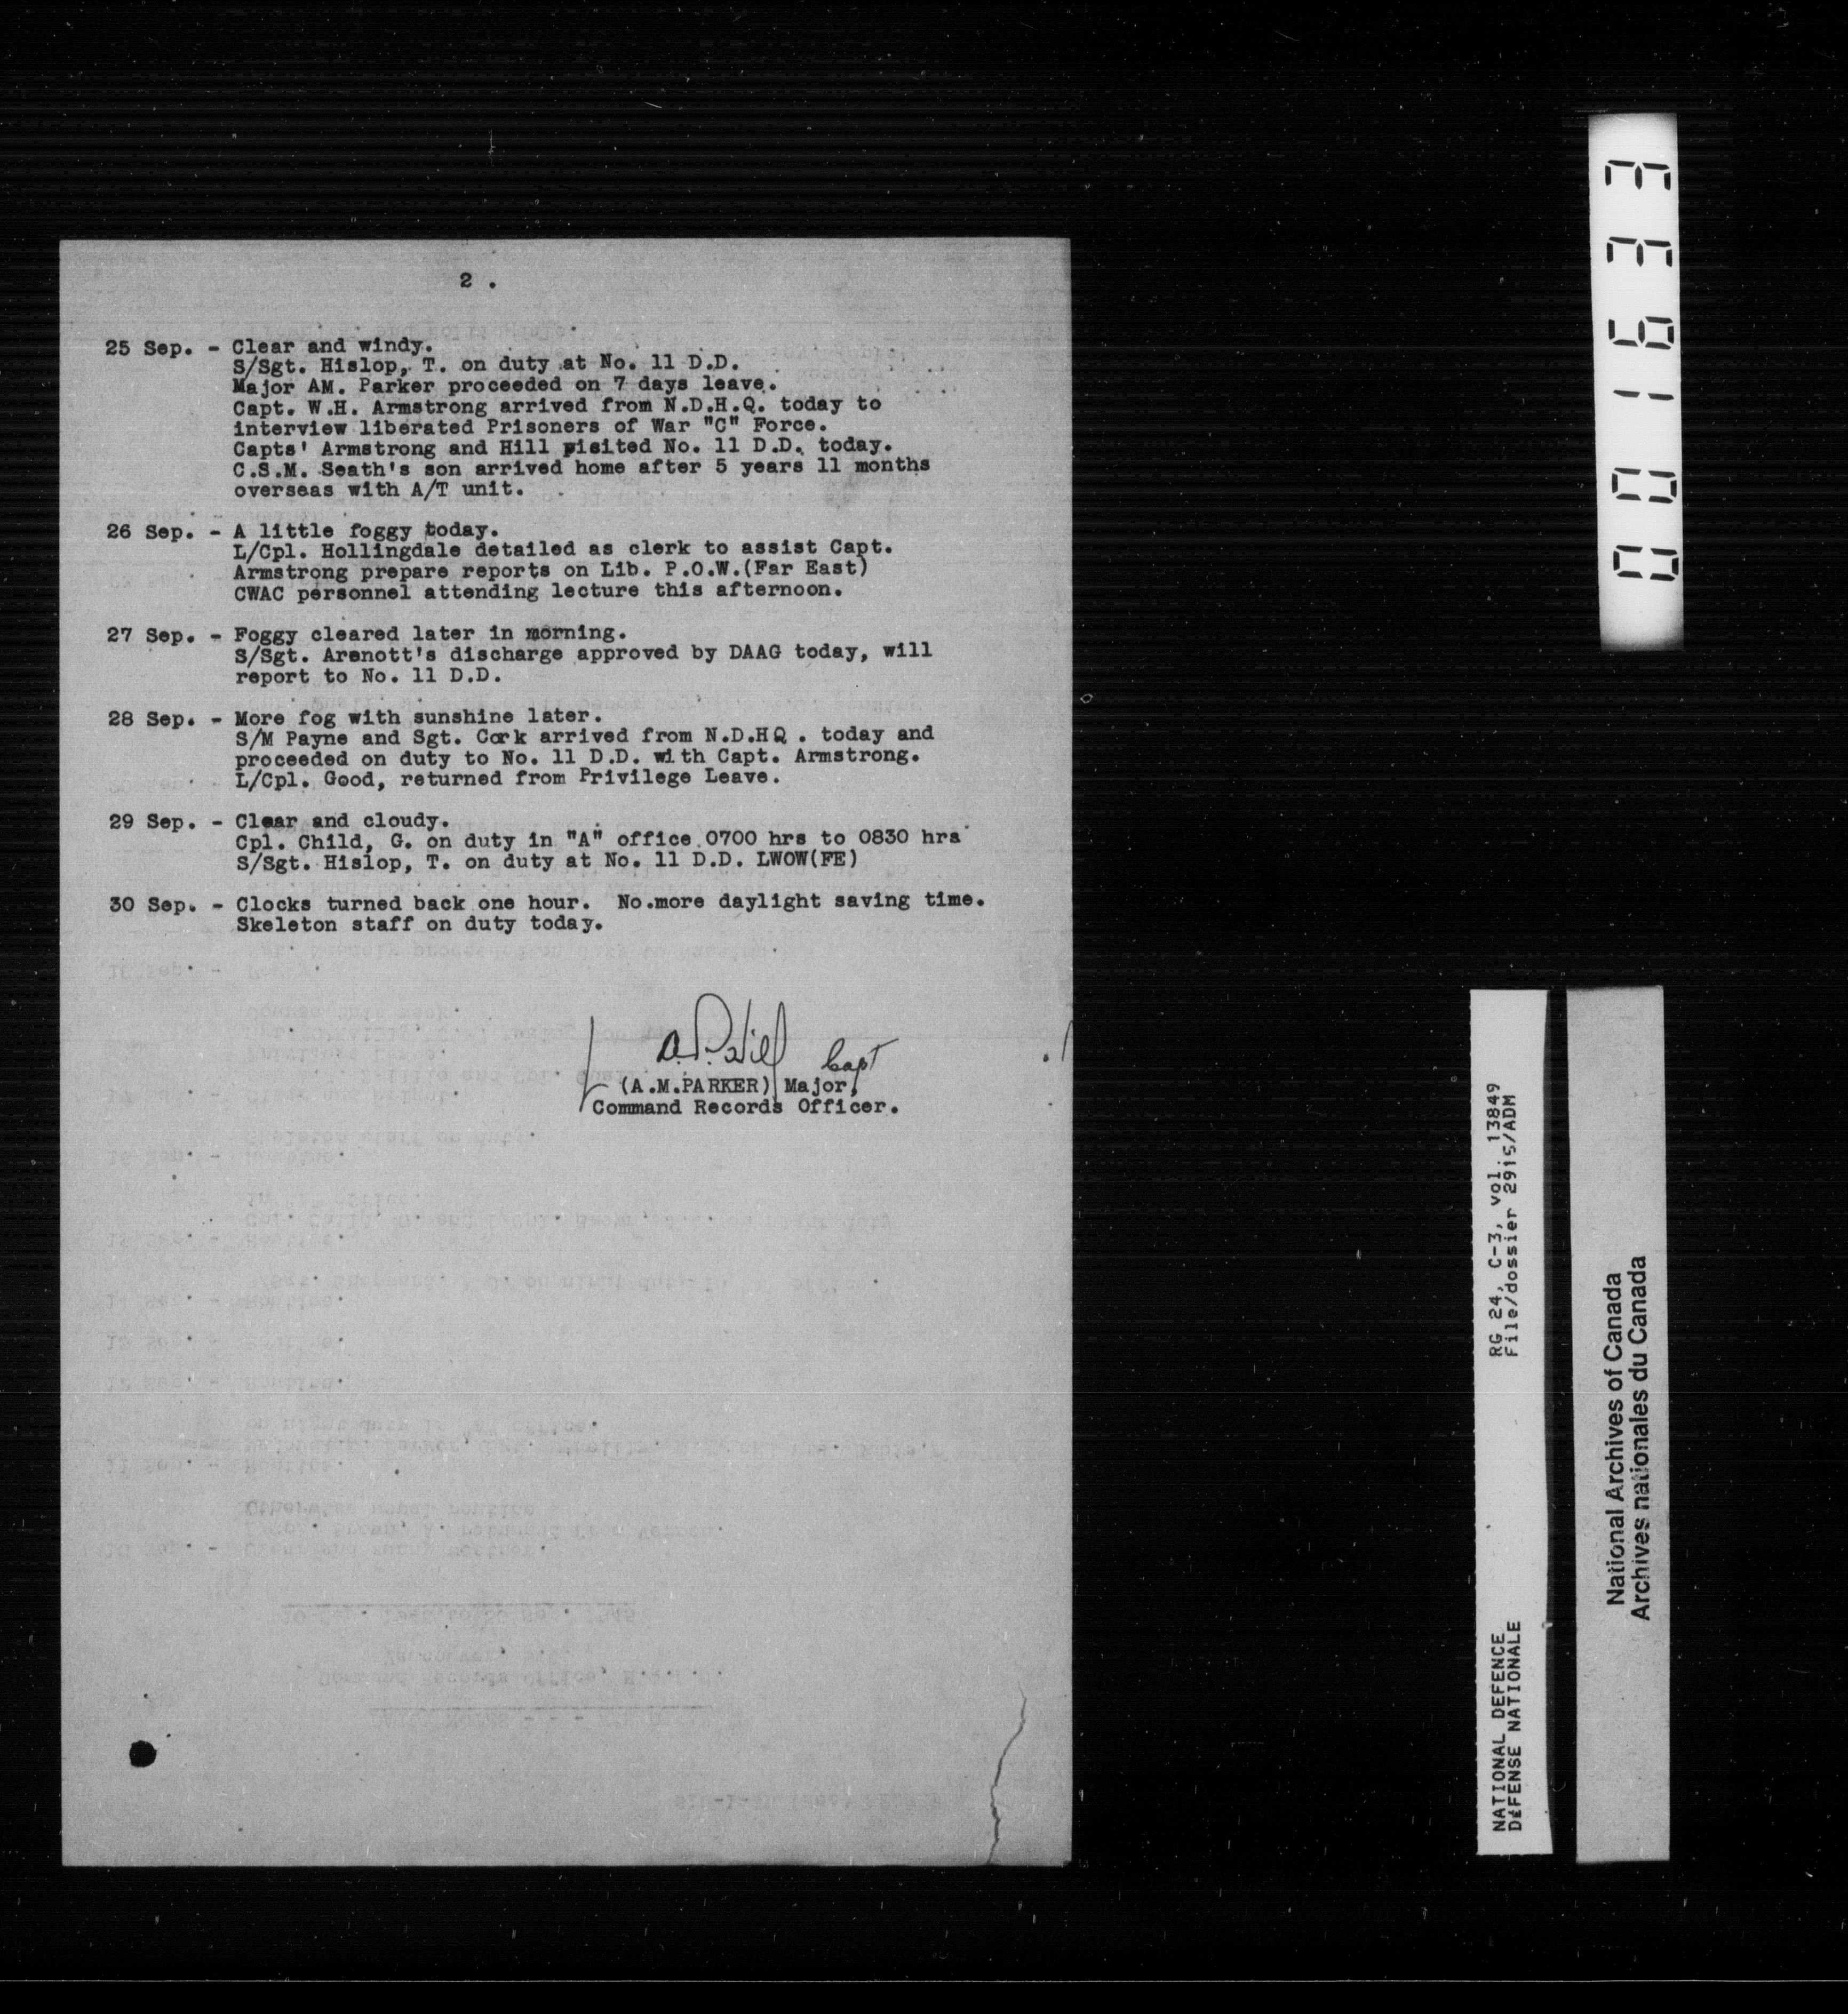 2 .
25 Sep. - Clear and windy.
S/Sgt. Hislop, T. on duty at No. 11 D.D.
Major AM. Parker proceeded on 7 days leave.
Capt. W.H. Armstrong arrived from N.D.H.Q. today to
interview liberated Prisoners of War "C" Force.
Capts' Armstrong and Hill visited No. 11 D.D. today.
C.S.M. Seath's son arrived home after 5 years 11 months
overseas with A/T unit.
26 Sep. - A little foggy today.
L/Cpl. Hollingdale detailed as clerk to assist Capt.
Armstrong prepare reports on Lib. P.O.W.(Far East)
CWAC personnel attending lecture this afternoon.
27 Sep. - Foggy cleared later in morning.
S/Sgt. Arsnott's discharge approved by DAAG today, will
report to No. 11 D.D.
28 Sep. - More fog with sunshine later.
S/M Payne and Sgt. Cork arrived from N.D.HQ . today and
proceeded on duty to No. 11 D.D. with Capt. Armstrong.
L/Cpl. Good, returned from Privilege Leave.
29 Sep. - Clear and cloudy.
Cpl. Child, G. on duty in "A" office 0700 hrs to 0830 hrs
S/Sgt. Hislop, T. on duty at No. 11 D.D. LWOW(FE)
30 Sep. - Clocks turned back one hour. No.more daylight saving time.
Skeleton staff on duty today.
Capt
(A.M.PARKER) Major,
Command Records Officer.
001633
RG 24, C-3, vol. 13849
File/dossier 2915/ADM
NATIONAL DEFENCE
DÉFENSE NATIONALE
National Archives of Canada
Archives nationales du Canada